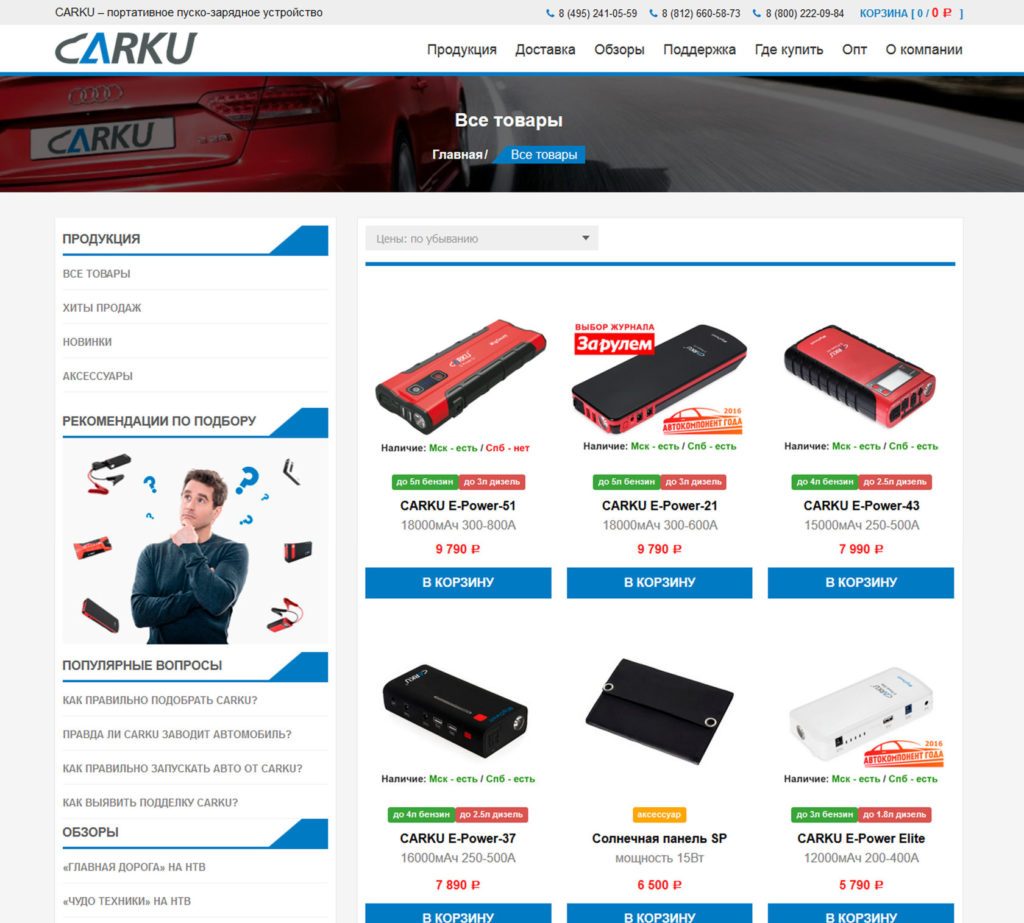 CARKU – портативное пуско-зарядное устройство
8 (495) 241-05-59 8 (812) 660-58-73 8 (800) 222-09-84 КОРЗИНА [ 0 / 0 ₽ ]
CARKU
Продукция Доставка Обзоры Поддержка Где купить Опт О компании
CARKU
Все товары
Главная / Все товары
ПРОДУКЦИЯ
ВСЕ ТОВАРЫ
ХИТЫ ПРОДАЖ
НОВИНКИ
АКСЕССУАРЫ
РЕКОМЕНДАЦИИ ПО ПОДБОРУ
? ? ? ? ?
ПОПУЛЯРНЫЕ ВОПРОСЫ
КАК ПРАВИЛЬНО ПОДОБРАТЬ CARKU?
ПРАВДА ЛИ CARKU ЗАВОДИТ АВТОМОБИЛЬ?
КАК ПРАВИЛЬНО ЗАПУСКАТЬ АВТО ОТ CARKU?
КАК ВЫЯВИТЬ ПОДДЕЛКУ CARKU?
ОБЗОРЫ
«ГЛАВНАЯ ДОРОГА» НА НТВ
«ЧУДО ТЕХНИКИ» НА НТВ
Цены: по убыванию
CARKU
ВЫБОР ЖУРНАЛА
За рулем
CARKU
2016
АВТОКОМПОНЕНТ ГОДА
CARKU
Наличие: Мск - есть / Спб - нет
Наличие: Мск - есть / Спб - есть
Наличие: Мск - есть / Спб - есть
до 5л бензин до 3л дизель
до 5л бензин до 3л дизель
до 4л бензин до 2.5л дизель
CARKU E-Power-51
CARKU E-Power-21
CARKU E-Power-43
18000мАч 300-800А
18000мАч 300-600А
15000мАч 250-500А
9 790 ₽
9 790 ₽
7 990 ₽
В КОРЗИНУ
В КОРЗИНУ
В КОРЗИНУ
CARKU
CARKU
2016
АВТОКОМПОНЕНТ ГОДА
Наличие: Мск - есть / Спб - есть
Наличие: Мск - есть / Спб - есть
до 4л бензин до 2.5л дизель
аксессуар
до 3л бензин до 1.8л дизель
CARKU E-Power-37
Солнечная панель SP
CARKU E-Power Elite
16000мАч 250-500А
мощность 15Вт
12000мАч 200-400А
7 890 ₽
6 500 ₽
5 790 ₽
В КОРЗИНУ
В КОРЗИНУ
В КОРЗИНУ